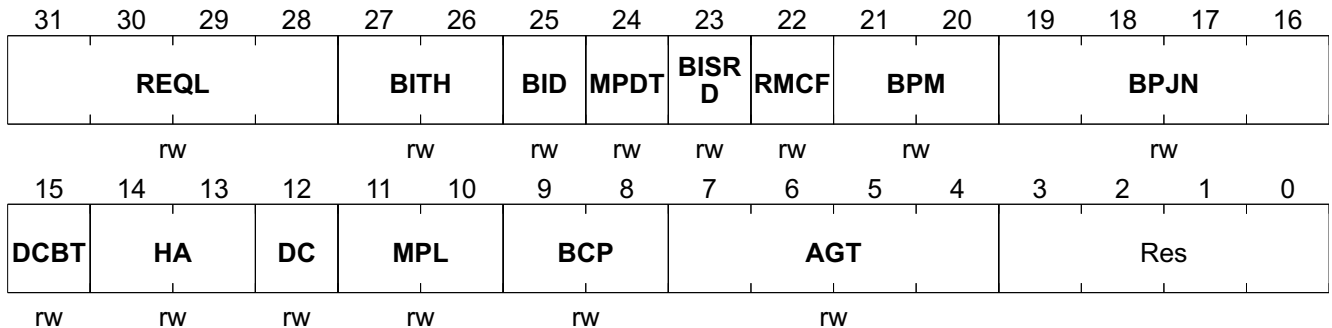 31 30 29 28 27 26 25 24 23 22 21 20 19 18 17 16
REQL BITH BID MPDT BISR D RMCF BPM BPJN
rw rw rw rw rw rw rw rw
15 14 13 12 11 10 9 8 7 6 5 4 3 2 1 0
DCBT HA DC MPL BCP AGT Res
rw rw rw rw rw rw